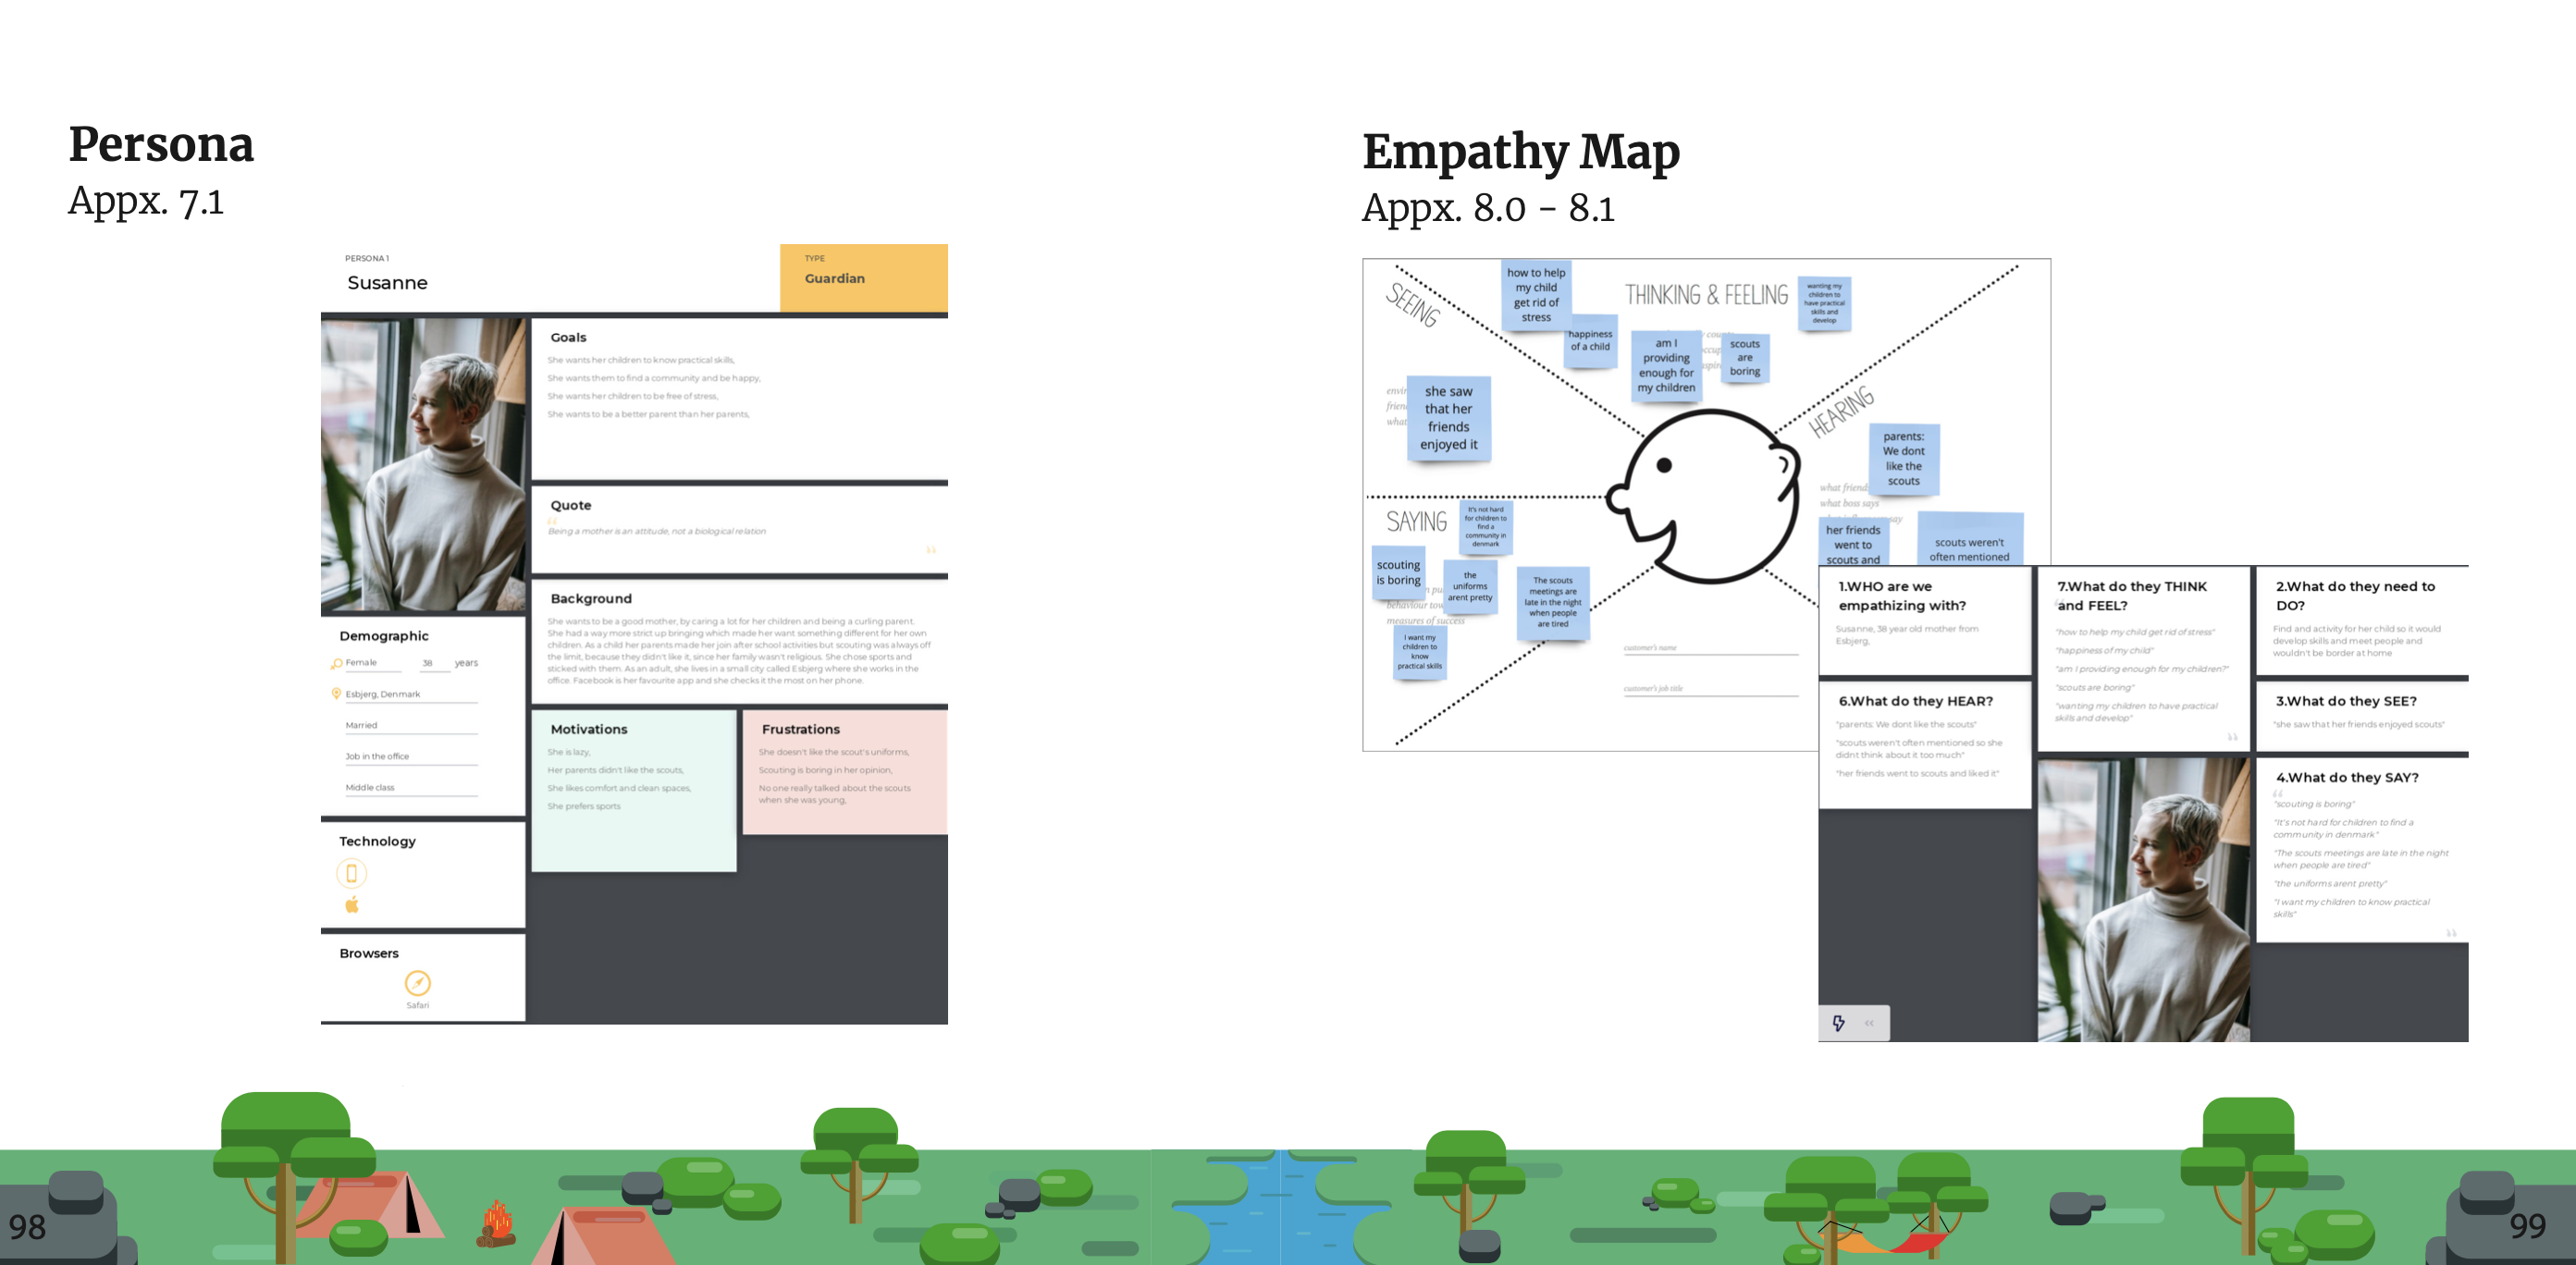 Persona
Appx. 7.1
PERSONA 1
Susanne
TYPE
Guardian
Goals
She wants her children to know practical skills,
She wants them to find a community and be happy,
She wants her children to be free of stress,
She wants to be a better parent than her parents,
Quote
Being a mother is an attitude, not a biological relation
Background
She wants to be a good mother, by caring a lot for her children and being a curling parent.
She had a way more strict up bringing which made her want something different for her own
children. As a child her parents made her join after school activities but scouting was always off
the limit, because they didn't like it, since her family wasn't religious. She chose sports and
sticked with them. As an adult, she lives in a small city called Esbjerg where she works in the
office. Facebook is her favourite app and she checks it the most on her phone.
Demographic
Female 38 years
Esbjerg, Denmark
Married
Job in the office
Middle class
Motivations
She is lazy,
Her parents didn't like the scouts,
She likes comfort and clean spaces,
She prefers sports
Frustrations
She doesn't like the scout's uniforms,
Scouting is boring in her opinion,
No one really talked about the scouts
when she was young,
Technology
Browsers
Safari
98
Empathy Map
Appx. 8.0 - 8.1
SEEING
she saw
that her
friends
enjoyed it
THINKING & FEELING
how to help
my child
get rid of
stress
happiness
of a child
am I
providing
enough for
my children
scouts
are
boring
wanting my
children to
have practical
skills and
develop
HEARING
parents:
We dont
like the
scouts
what boss says
say
her friends
went to
scouts and
scouts weren't
often mentioned
SAYING
It's not hard
for children to
find a
community in
denmark
scouting
is boring
the
uniforms
arent pretty
The scouts
meetings are
late in the night
when people
are tired
measures of success
I want my
children to
know
practical skills
customer's name
customer's job title
1.WHO are we
empathizing with?
Susanne, 38 year old mother from
Esbjerg,
6.What do they HEAR?
"parents: We dont like the scouts"
"scouts weren't often mentioned so she
didnt think about it too much"
"her friends went to scouts and liked it"
7.What do they THINK
and FEEL?
"how to help my child get rid of stress"
"happiness of my child"
"am I providing enough for my children?"
"scouts are boring"
"wanting my children to have practical
skills and develop"
2.What do they need to
DO?
Find and activity for her child so it would
develop skills and meet people and
wouldn't be border at home
3.What do they SEE?
"she saw that her friends enjoyed scouts"
4.What do they SAY?
"scouting is boring"
"It's not hard for children to find a
community in denmark"
"The scouts meetings are late in the night
when people are tired"
"the uniforms arent pretty"
"I want my children to know practical
skills"
99